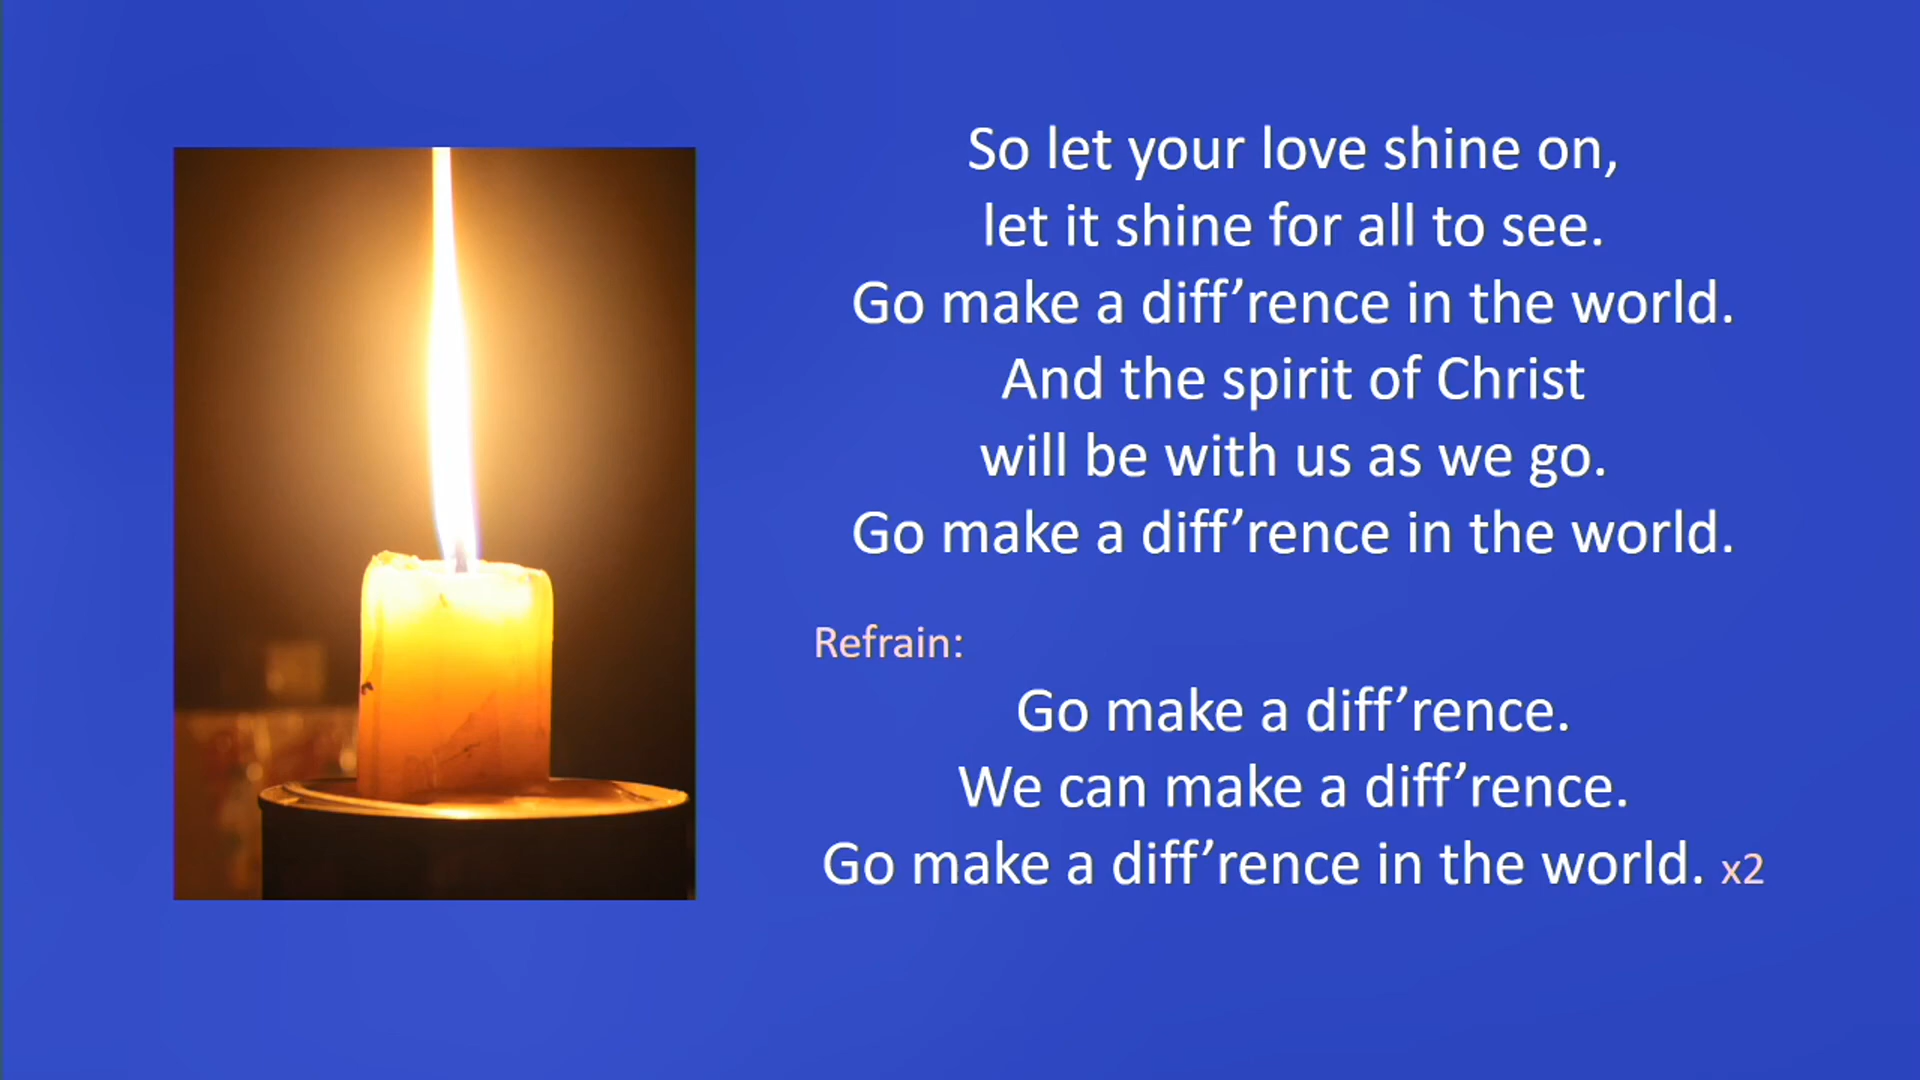 So let your love shine on,
let it shine for all to see.
Go make a diff’rence in the world.
And the spirit of Christ
will be with us as we go.
Go make a diff’rence in the world.
Refrain:
Go make a diff’rence.
We can make a diff’rence.
Go make a diff’rence in the world. x2